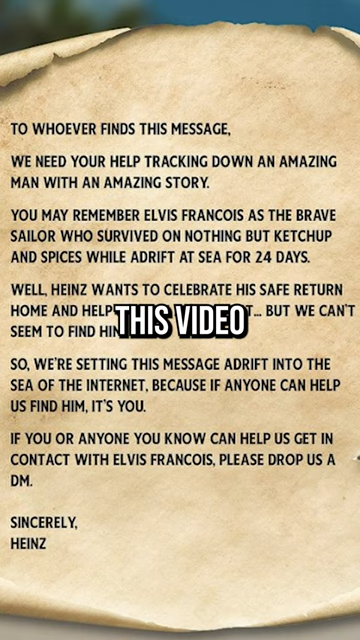 TO WHOEVER FINDS THIS MESSAGE,
WE NEED YOUR HELP TRACKING DOWN AN AMAZING
MAN WITH AN AMAZING STORY.
YOU MAY REMEMBER ELVIS FRANCOIS AS THE BRAVE
SAILOR WHO SURVIVED ON NOTHING BUT KETCHUP
AND SPICES WHILE ADRIFT AT SEA FOR 24 DAYS.
WELL, HEINZ WANTS TO CELEBRATE HIS SAFE RETURN
HOME AND HELP ... BUT WE CAN'T
THIS VIDEO
SEEM TO FIND
SO, WE'RE SETTING THIS MESSAGE ADRIFT INTO THE
SEA OF THE INTERNET, BECAUSE IF ANYONE CAN HELP
US FIND HIM, IT'S YOU.
IF YOU OR ANYONE YOU KNOW CAN HELP US GET IN
CONTACT WITH ELVIS FRANCOIS, PLEASE DROP US A
DM.
SINCERELY,
HEINZ